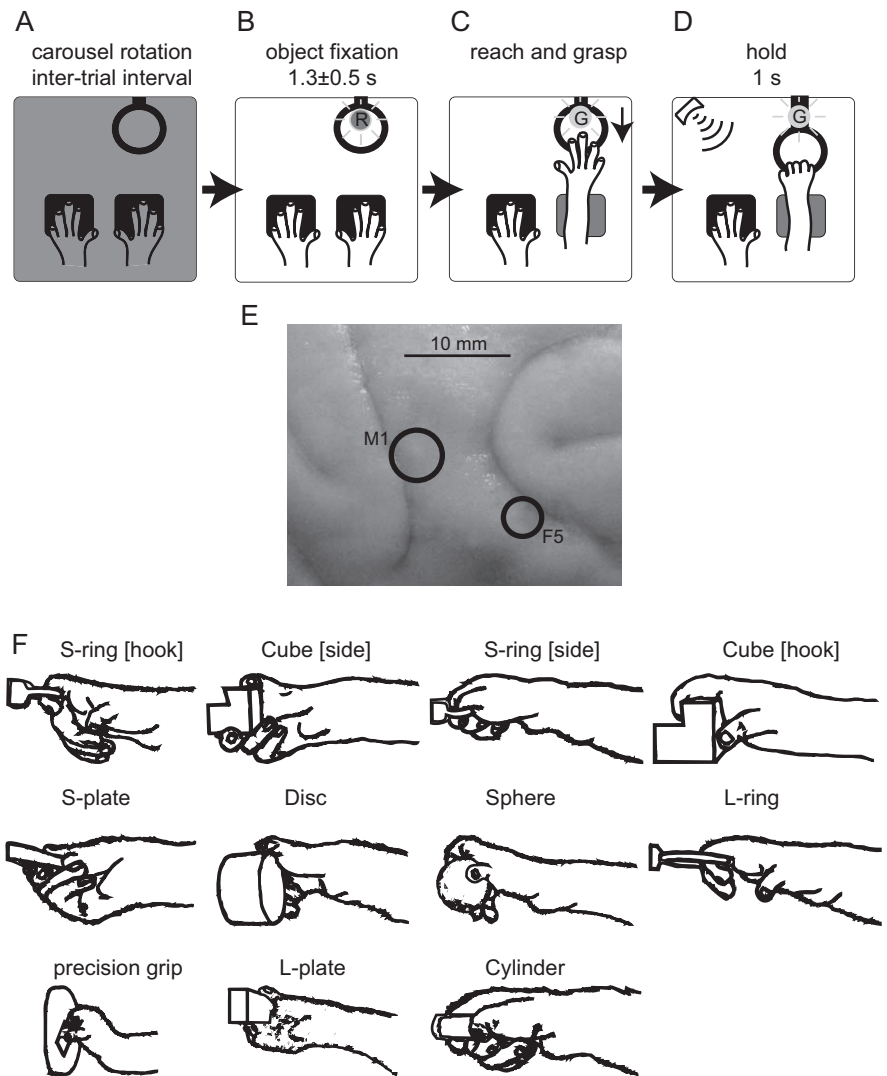 A
carousel rotation
inter-trial interval
B
object fixation
1.3±0.5 s
R
C
reach and grasp
G
D
hold
1 s
G
E
10 mm
M1
F5
F
S-ring [hook]
Cube [side]
S-ring [side]
Cube [hook]
S-plate
Disc
Sphere
L-ring
precision grip
L-plate
Cylinder